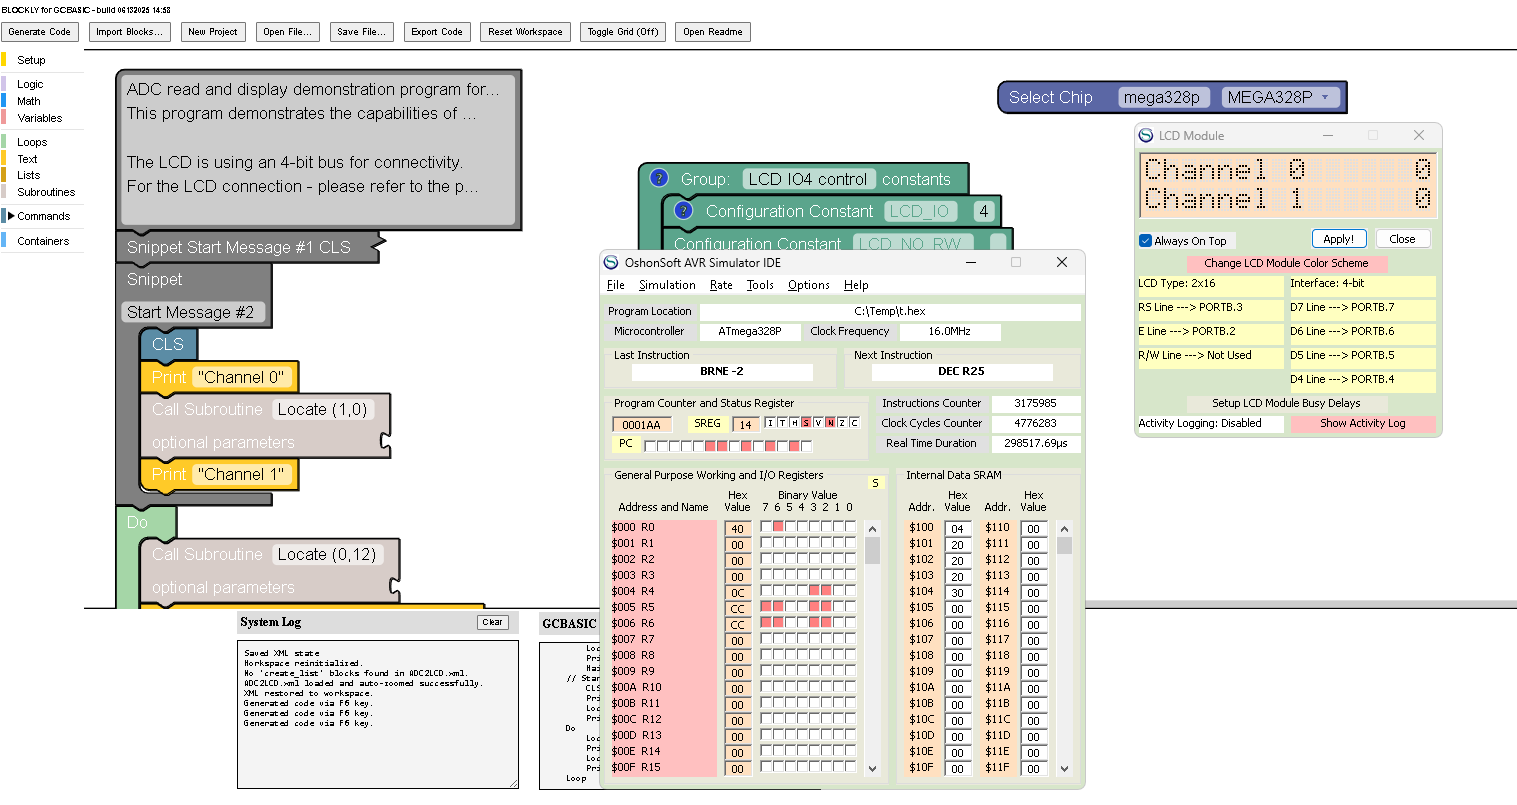 BLOCKLY for GCBASIC - build 06132025 14:58
Generate Code Import Blocks... New Project Open File... Save File... Export Code Reset Workspace Toggle Grid (Off) Open Readme
Setup
Logic
Math
Variables
Loops
Text
Lists
Subroutines
Commands
Containers
ADC read and display demonstration program for...
This program demonstrates the capabilities of ...
The LCD is using an 4-bit bus for connectivity.
For the LCD connection - please refer to the p...
Snippet Start Message #1 CLS
Snippet
Start Message #2
CLS
Print "Channel 0"
Call Subroutine Locate (1,0)
optional parameters
Print "Channel 1"
Do
Call Subroutine Locate (0,12)
optional parameters
Select Chip mega328p MEGA328P
? Group: LCD IO4 control constants
? Configuration Constant LCD_IO 4
Configuration Constant LCD_NO_RW
LCD Module
Channel 0 0
Channel 1 0
Always On Top Apply! Close
Change LCD Module Color Scheme
LCD Type: 2x16 Interface: 4-bit
RS Line ---> PORTB.3 D7 Line ---> PORTB.7
E Line ---> PORTB.2 D6 Line ---> PORTB.6
R/W Line ---> Not Used D5 Line ---> PORTB.5
D4 Line ---> PORTB.4
Setup LCD Module Busy Delays
Activity Logging: Disabled Show Activity Log
OshonSoft AVR Simulator IDE
File Simulation Rate Tools Options Help
Program Location C:\Temp\t.hex
Microcontroller ATmega328P Clock Frequency 16.0MHz
Last Instruction Next Instruction
BRNE -2 DEC R25
Program Counter and Status Register
0001AA SREG 14 I T H S V N Z C
PC
Instructions Counter 3175985
Clock Cycles Counter 4776283
Real Time Duration 298517.69µs
General Purpose Working and I/O Registers S
Hex Binary Value
Address and Name Value 7 6 5 4 3 2 1 0
$000 R0 40
$001 R1 00
$002 R2 00
$003 R3 00
$004 R4 0C
$005 R5 CC
$006 R6 CC
$007 R7 00
$008 R8 00
$009 R9 00
$00A R10 00
$00B R11 00
$00C R12 00
$00D R13 00
$00E R14 00
$00F R15 00
Internal Data SRAM
Hex Hex
Addr. Value Addr. Value
$100 04 $110 00
$101 20 $111 00
$102 20 $112 00
$103 20 $113 00
$104 30 $114 00
$105 00 $115 00
$106 00 $116 00
$107 00 $117 00
$108 00 $118 00
$109 00 $119 00
$10A 00 $11A 00
$10B 00 $11B 00
$10C 00 $11C 00
$10D 00 $11D 00
$10E 00 $11E 00
$10F 00 $11F 00
System Log Clear
Saved XML state
Workspace reinitialized.
No 'create_list' blocks found in ADC2LCD.xml.
ADC2LCD.xml loaded and auto-zoomed successfully.
XML restored to workspace.
Generated code via F6 key.
Generated code via F6 key.
Generated code via F6 key.
GCBASIC
Loc
Pri
Wai
// Star
CLS
Pri
Loc
Pri
Do
Loc
Pri
Loc
Pri
Loop